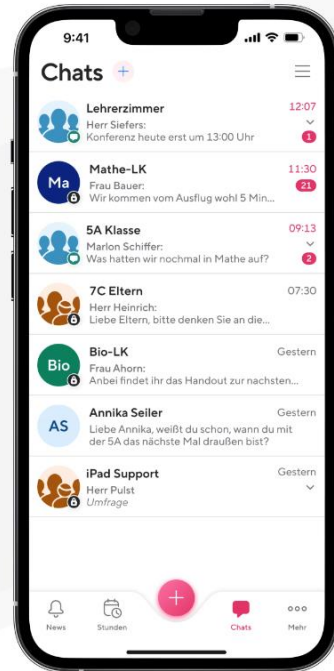 9:41
Chats +
Lehrerzimmer 12:07
Herr Siefers:
Konferenz heute erst um 13:00 Uhr 1
Ma Mathe-LK 11:30
Frau Bauer: 21
Wir kommen vom Ausflug wohl 5 Min...
5A Klasse 09:13
Marlon Schiffer:
Was hatten wir nochmal in Mathe auf? 2
7C Eltern 07:30
Herr Heinrich:
Liebe Eltern, bitte denken Sie an die...
Bio Bio-LK Gestern
Frau Ahorn:
Anbei findet ihr das Handout zur nachsten...
AS Annika Seiler Gestern
Liebe Annika, weißt du schon, wann du mit
der 5A das nächste Mal draußen bist?
iPad Support Gestern
Herr Pulst
Umfrage
+
News Stunden Chats Mehr